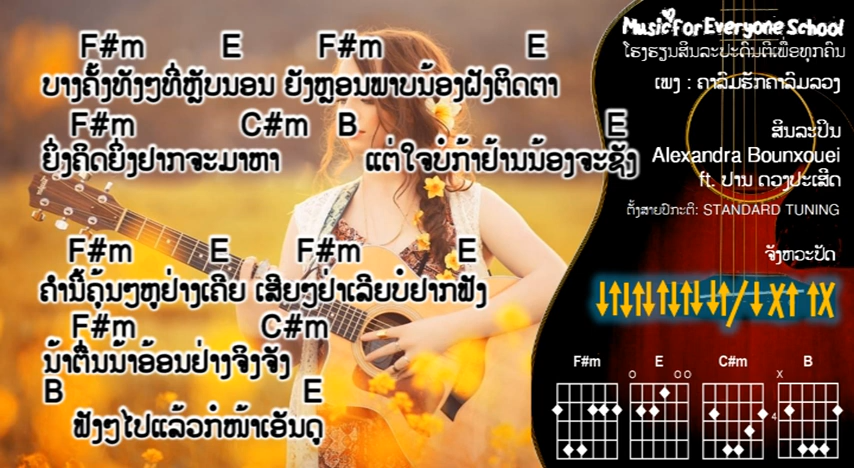 F#m E F#m E
ບາງຄັ້ງທັງໆທີ່ຫຼັບນອນ ຍັງຫຼອນພາບນ້ອງຝັງຕິດຕາ
F#m C#m B E
ຍິ່ງຄິດຍິ່ງຢາກຈະມາຫາ ແຕ່ໃຈບໍ່ກ້າຢ້ານນ້ອງຈະຊັງ
F#m E F#m E
ຄຳນີ້ຄຸ້ນໆຫູຢ່າງເຄີຍ ເສີຍໆຢ່າເລີຍບໍ່ຢາກຟັງ
F#m C#m
ນ້າຕື່ນນ້າອ້ອນຢ່າງຈິງຈັງ
B E
ຟັງໆໄປແລ້ວກໍ່ໜ້າເອັນດູ
Music For Everyone School
ໂຮງຮຽນສິນລະປະດົນຕີເພື່ອທຸກຄົນ
ເພງ : ຄາລົມຮັກຄາລົມລວງ
ສິນລະປິນ
Alexandra Bounxouei
ft. ປານ ດວງປະເສີດ
ຕັ້ງສາຍປົກະຕິ: STANDARD TUNING
ຈັງຫວະປັດ
↓↑↓↑↓↑↓↑↓↑/↓X↑↑X
F#m E C#m B
O OO X
4